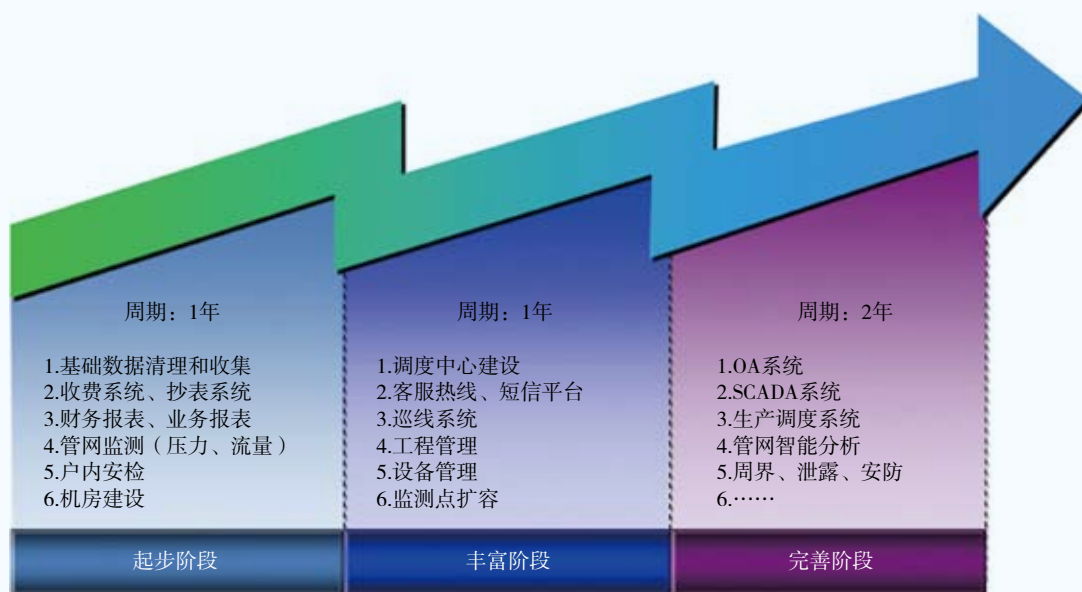 周期：1年
1.基础数据清理和收集
2.收费系统、抄表系统
3.财务报表、业务报表
4.管网监测（压力、流量）
5.户内安检
6.机房建设
起步阶段
周期：1年
1.调度中心建设
2.客服热线、短信平台
3.巡线系统
4.工程管理
5.设备管理
6.监测点扩容
丰富阶段
周期：2年
1.OA系统
2.SCADA系统
3.生产调度系统
4.管网智能分析
5.周界、泄露、安防
6.……
完善阶段